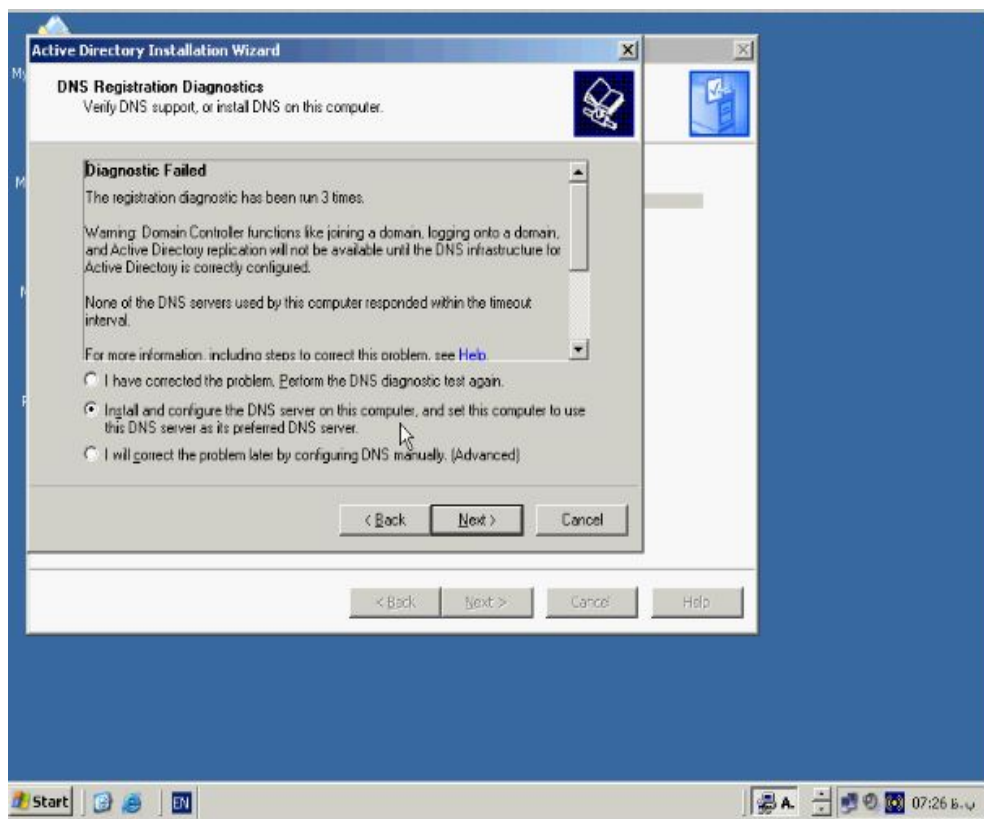 Active Directory Installation Wizard
DNS Registration Diagnostics
Verify DNS support, or install DNS on this computer.
Diagnostic Failed
The registration diagnostic has been run 3 times.
Warning: Domain Controller functions like joining a domain, logging onto a domain,
and Active Directory replication will not be available until the DNS infrastructure for
Active Directory is correctly configured.
None of the DNS servers used by this computer responded within the timeout
interval.
For more information, including steps to correct this problem, see Help.
I have corrected the problem. Perform the DNS diagnostic test again.
Install and configure the DNS server on this computer, and set this computer to use
this DNS server as its preferred DNS server.
I will correct the problem later by configuring DNS manually. (Advanced)
< Back
Next >
Cancel
< Back
Next >
Cancel
Help
Start
EN
A.
07:26 ب.ظ